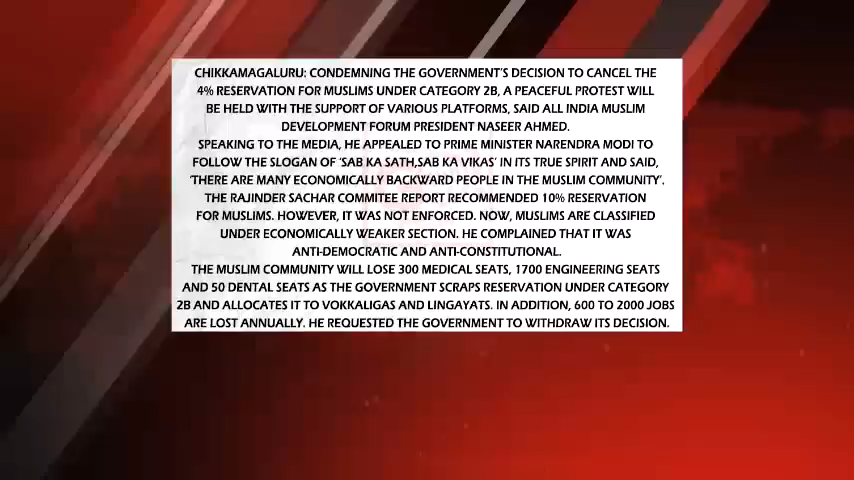 CHIKKAMAGALURU: CONDEMNING THE GOVERNMENT'S DECISION TO CANCEL THE
4% RESERVATION FOR MUSLIMS UNDER CATEGORY 2B, A PEACEFUL PROTEST WILL
BE HELD WITH THE SUPPORT OF VARIOUS PLATFORMS, SAID ALL INDIA MUSLIM
DEVELOPMENT FORUM PRESIDENT NASEER AHMED.
SPEAKING TO THE MEDIA, HE APPEALED TO PRIME MINISTER NARENDRA MODI TO
FOLLOW THE SLOGAN OF 'SAB KA SATH,SAB KA VIKAS' IN ITS TRUE SPIRIT AND SAID,
'THERE ARE MANY ECONOMICALLY BACKWARD PEOPLE IN THE MUSLIM COMMUNITY'.
THE RAJINDER SACHAR COMMITEE REPORT RECOMMENDED 10% RESERVATION
FOR MUSLIMS. HOWEVER, IT WAS NOT ENFORCED. NOW, MUSLIMS ARE CLASSIFIED
UNDER ECONOMICALLY WEAKER SECTION. HE COMPLAINED THAT IT WAS
ANTI-DEMOCRATIC AND ANTI-CONSTITUTIONAL.
THE MUSLIM COMMUNITY WILL LOSE 300 MEDICAL SEATS, 1700 ENGINEERING SEATS
AND 50 DENTAL SEATS AS THE GOVERNMENT SCRAPS RESERVATION UNDER CATEGORY
2B AND ALLOCATES IT TO VOKKALIGAS AND LINGAYATS. IN ADDITION, 600 TO 2000 JOBS
ARE LOST ANNUALLY. HE REQUESTED THE GOVERNMENT TO WITHDRAW ITS DECISION.